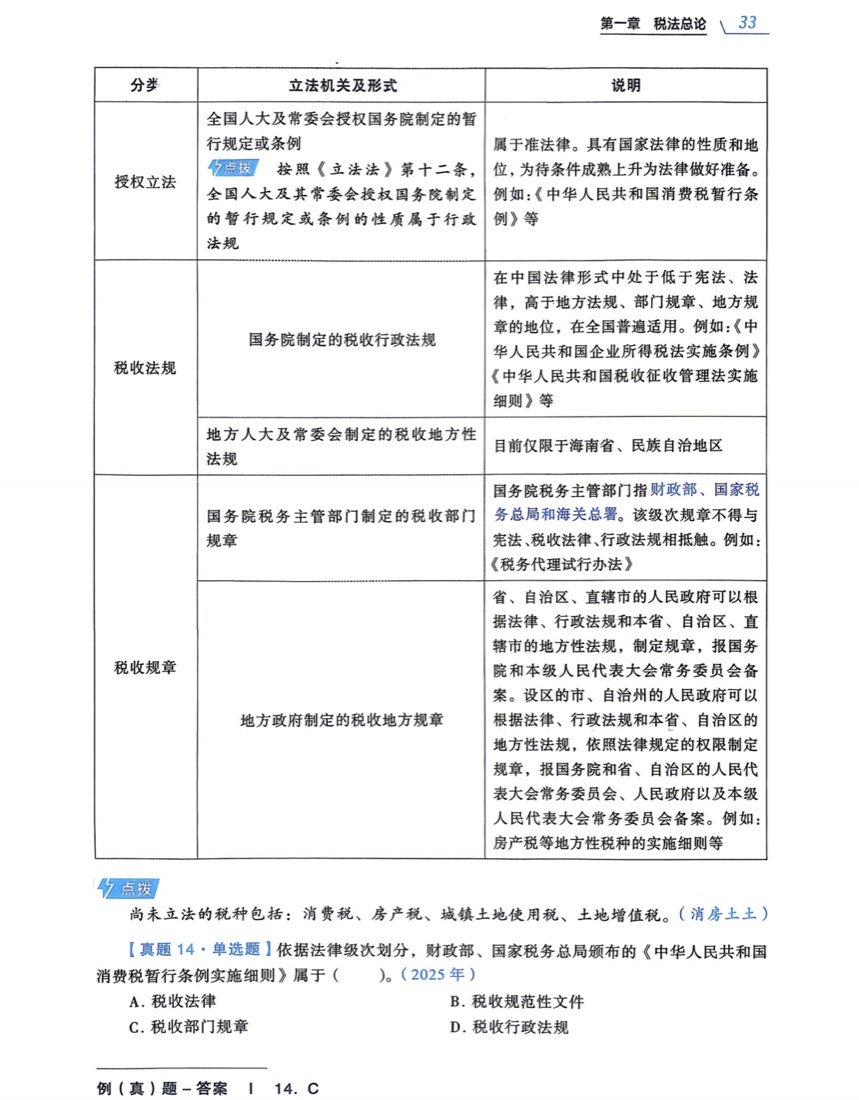 第一章 税法总论 33
分类 立法机关及形式 说明
授权立法
全国人大及常委会授权国务院制定的暂
行规定或条例
点拨 按照《立法法》第十二条，
全国人大及其常委会授权国务院制定
的暂行规定或条例的性质属于行政
法规
属于准法律。具有国家法律的性质和地
位，为待条件成熟上升为法律做好准备。
例如：《中华人民共和国消费税暂行条
例》等
税收法规
国务院制定的税收行政法规
在中国法律形式中处于低于宪法、法
律，高于地方法规、部门规章、地方规
章的地位，在全国普遍适用。例如：《中
华人民共和国企业所得税法实施条例》
《中华人民共和国税收征收管理法实施
细则》等
地方人大及常委会制定的税收地方性
法规
目前仅限于海南省、民族自治地区
税收规章
国务院税务主管部门制定的税收部门
规章
国务院税务主管部门指财政部、国家税
务总局和海关总署。该级次规章不得与
宪法、税收法律、行政法规相抵触。例如：
《税务代理试行办法》
地方政府制定的税收地方规章
省、自治区、直辖市的人民政府可以根
据法律、行政法规和本省、自治区、直
辖市的地方性法规，制定规章，报国务
院和本级人民代表大会常务委员会备
案。设区的市、自治州的人民政府可以
根据法律、行政法规和本省、自治区的
地方性法规，依照法律规定的权限制定
规章，报国务院和省、自治区的人民代
表大会常务委员会、人民政府以及本级
人民代表大会常务委员会备案。例如：
房产税等地方性税种的实施细则等
点拨
尚未立法的税种包括：消费税、房产税、城镇土地使用税、土地增值税。（消房土土）
【真题 14·单选题】依据法律级次划分，财政部、国家税务总局颁布的《中华人民共和国
消费税暂行条例实施细则》属于（ ）。（2025 年）
A. 税收法律 B. 税收规范性文件
C. 税收部门规章 D. 税收行政法规
例（真）题－答案 | 14. C